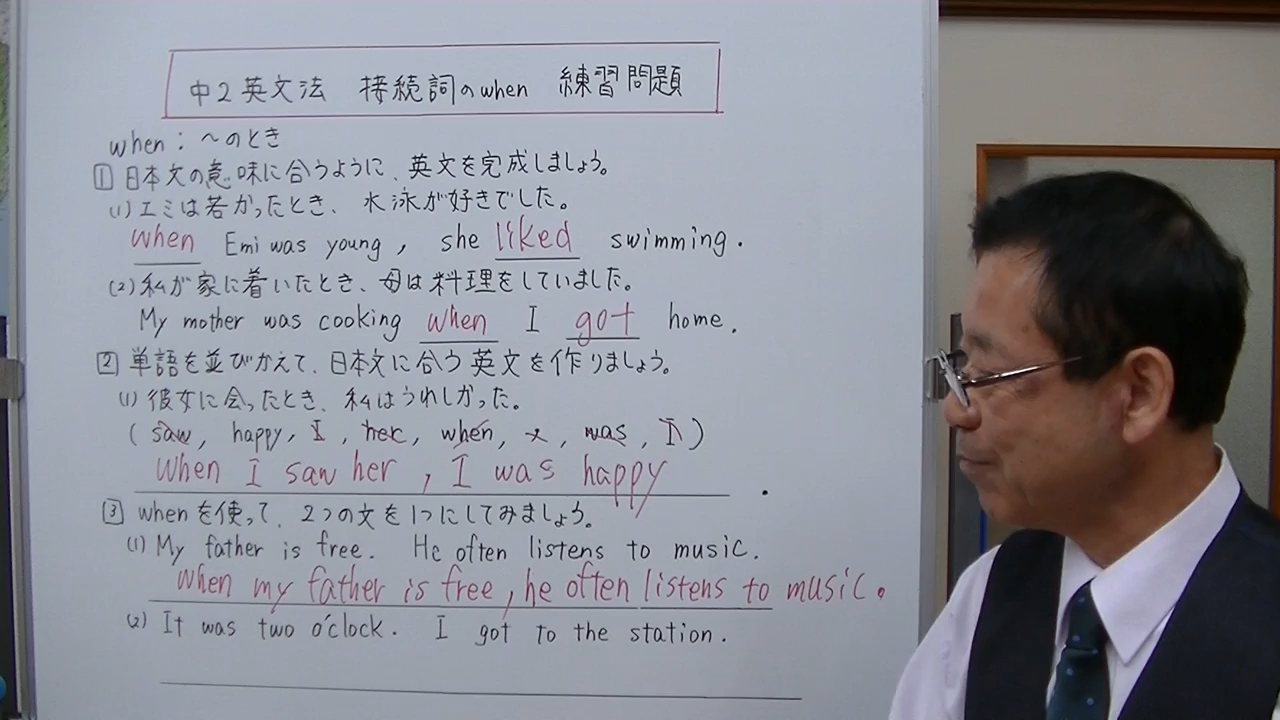 中2英文法 接続詞のwhen 練習問題
when：〜のとき
1 日本文の意味に合うように、英文を完成しましょう。
(1) エミは若かったとき、水泳が好きでした。
when Emi was young, she liked swimming.
(2) 私が家に着いたとき、母は料理をしていました。
My mother was cooking when I got home.
2 単語を並びかえて、日本文に合う英文を作りましょう。
(1) 彼女に会ったとき、私はうれしかった。
(saw, happy, I, her, when, , was, I)
When I saw her, I was happy.
3 whenを使って、2つの文を1つにしてみましょう。
(1) My father is free. He often listens to music.
When my father is free, he often listens to music.
(2) It was two o'clock. I got to the station.